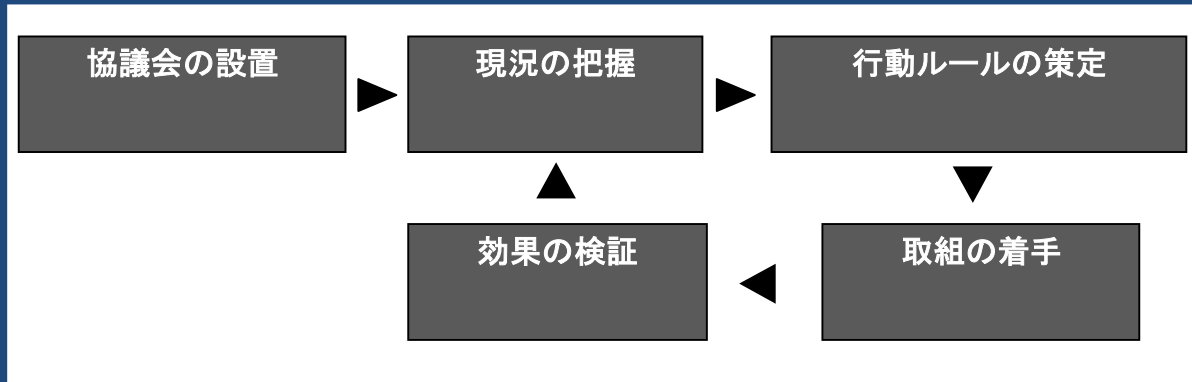 協議会の設置
現況の把握
行動ルールの策定
取組の着手
効果の検証